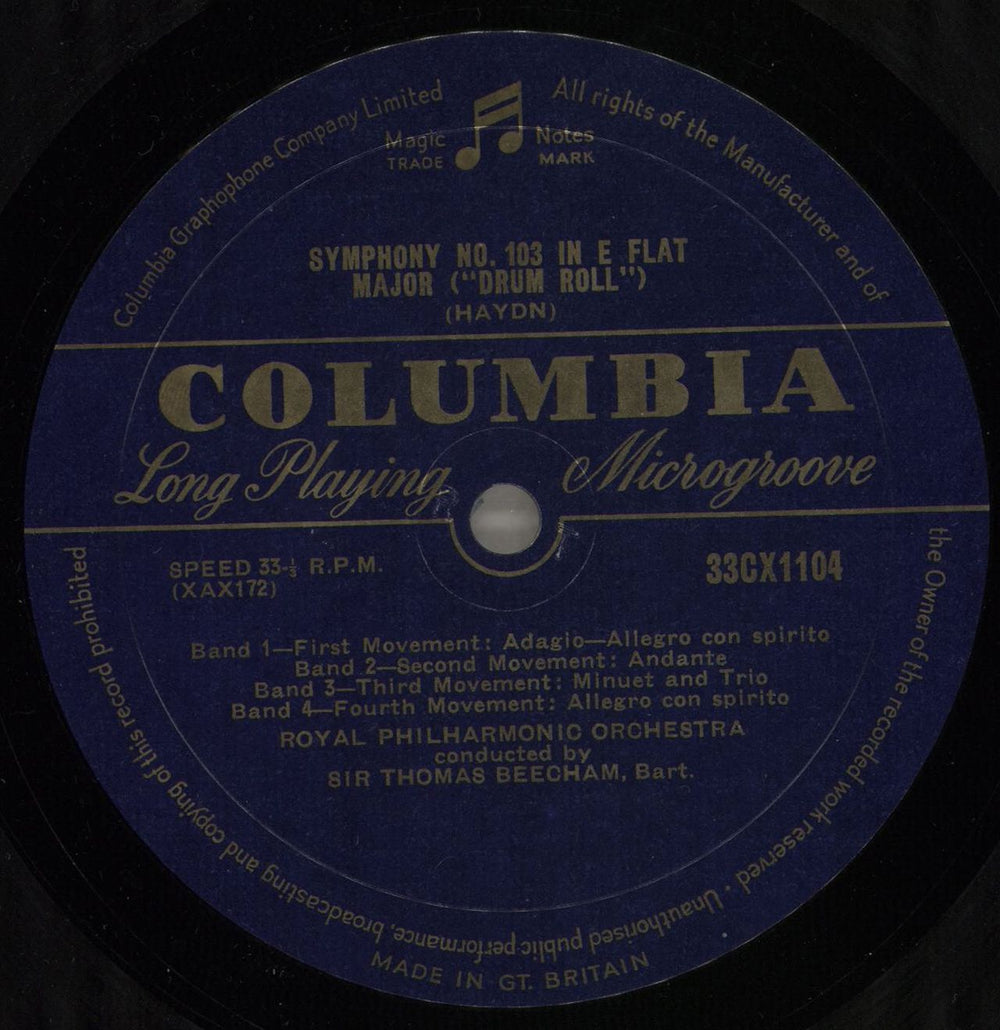 Columbia Graphophone Company Limited
All rights of the Manufacturer and of
the Owner of the recorded work reserved. Unauthorised public performance, broadcasting and copying of this record prohibited
Magic Notes
TRADE MARK
SYMPHONY NO. 103 IN E FLAT
MAJOR ("DRUM ROLL")
(HAYDN)
COLUMBIA
Long Playing Microgroove
SPEED 33⅓ R.P.M.
(XAX172)
33CX1104
Band 1—First Movement: Adagio—Allegro con spirito
Band 2—Second Movement: Andante
Band 3—Third Movement: Minuet and Trio
Band 4—Fourth Movement: Allegro con spirito
ROYAL PHILHARMONIC ORCHESTRA
conducted by
SIR THOMAS BEECHAM, Bart.
MADE IN GT. BRITAIN